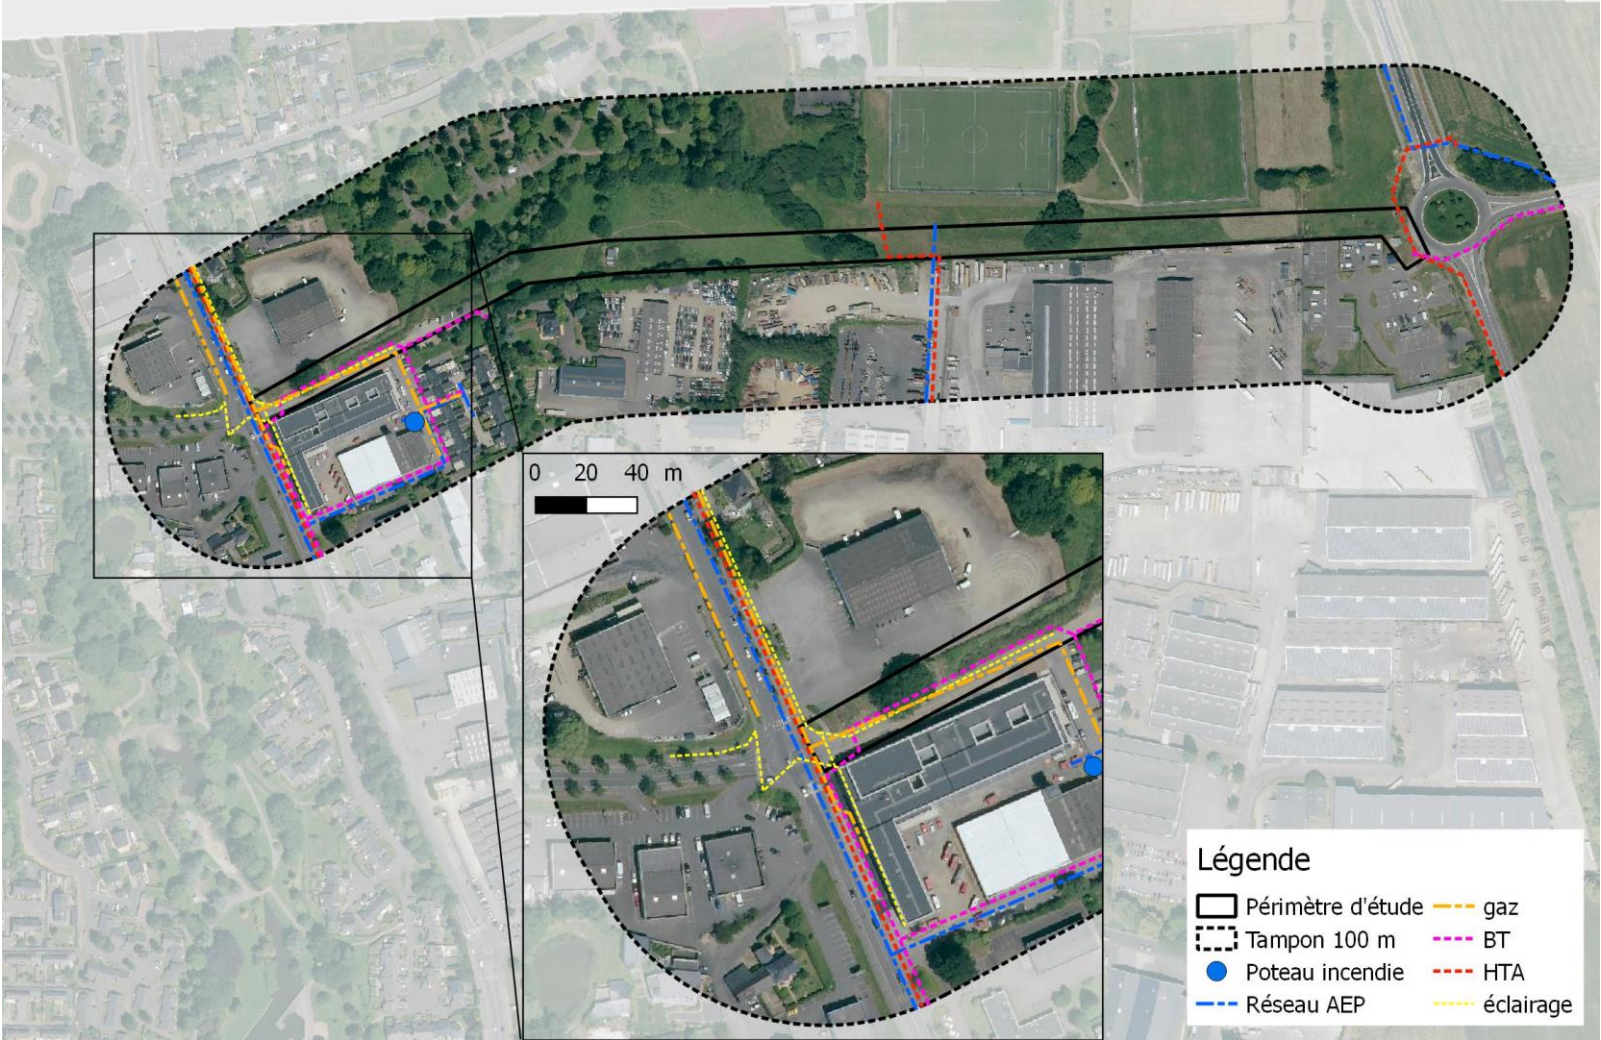 0 20 40 m
Légende
Périmètre d'étude
Tampon 100 m
Poteau incendie
Réseau AEP
gaz
BT
HTA
éclairage